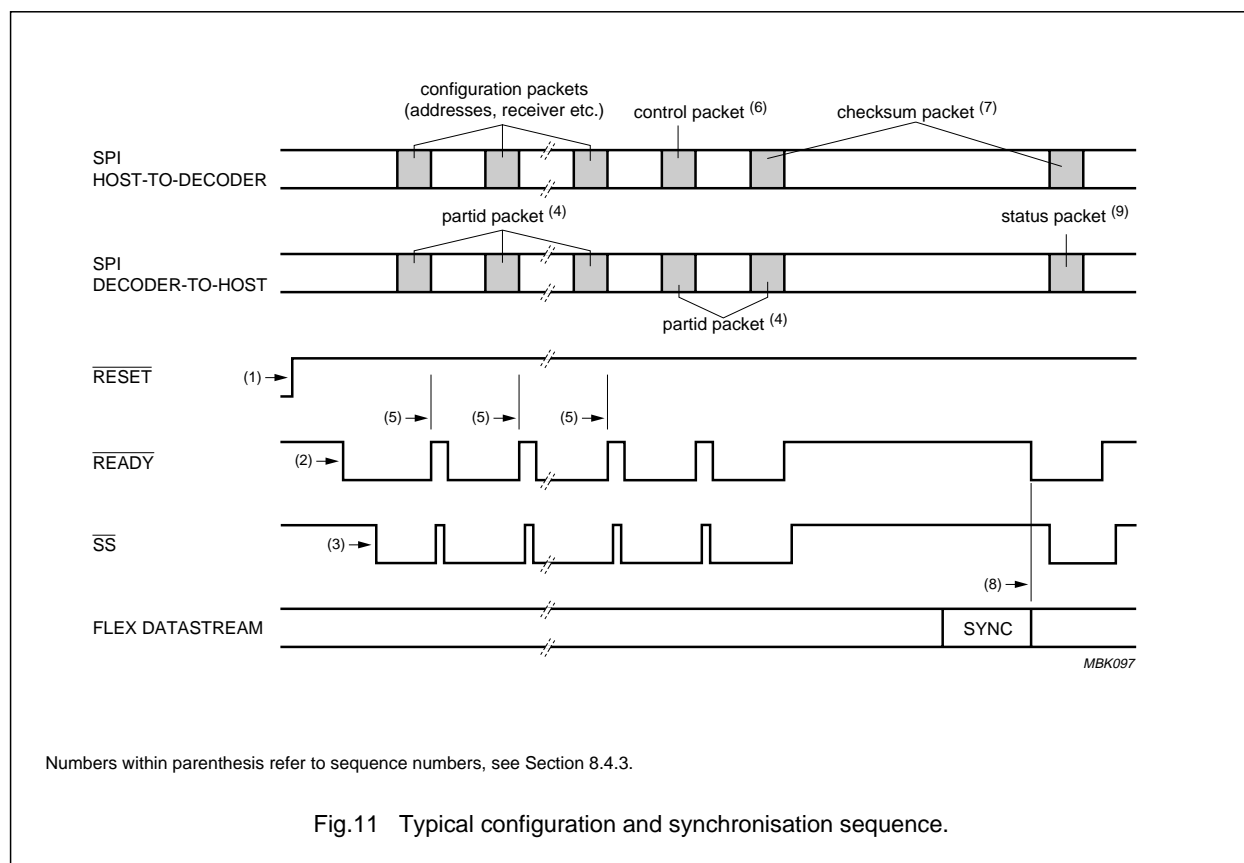 configuration packets
(addresses, receiver etc.)
control packet (6)
checksum packet (7)
SPI
HOST-TO-DECODER
partid packet (4)
status packet (9)
SPI
DECODER-TO-HOST
partid packet (4)
RESET
(1)
(5)
(5)
(5)
READY
(2)
SS
(3)
(8)
FLEX DATASTREAM
SYNC
MBK097
Numbers within parenthesis refer to sequence numbers, see Section 8.4.3.
Fig.11 Typical configuration and synchronisation sequence.